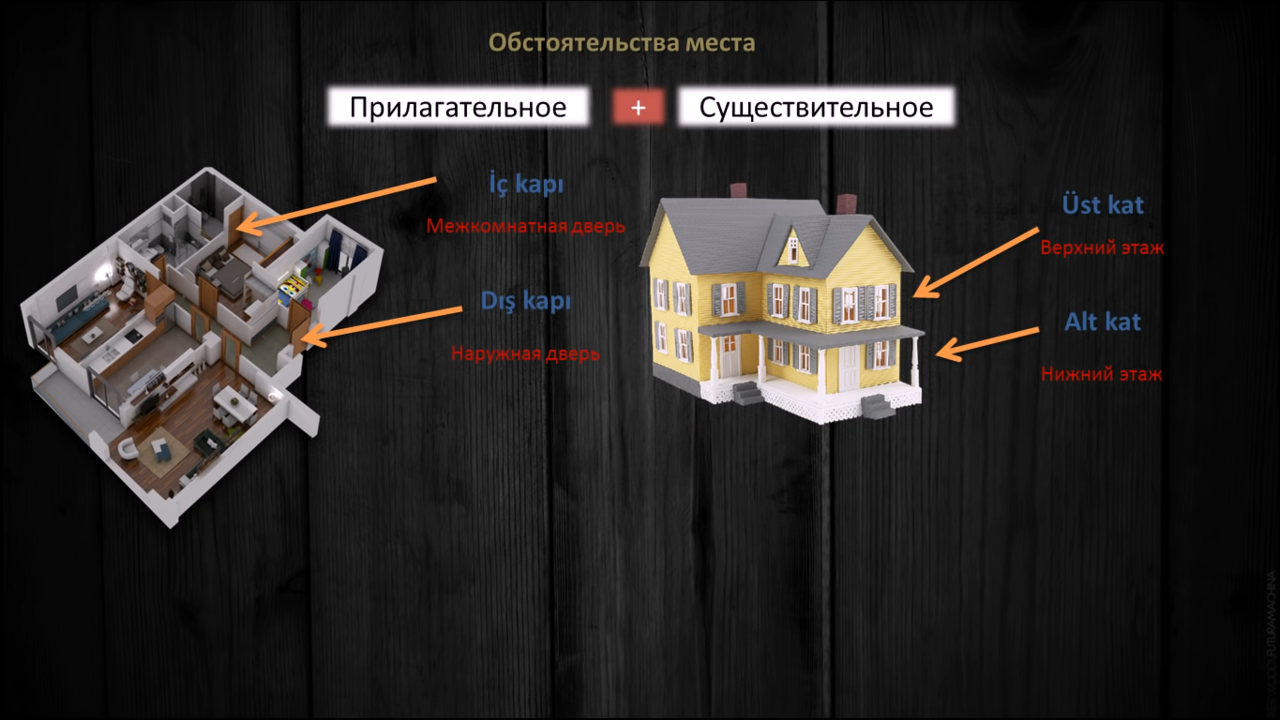 Обстоятельства места
Прилагательное + Существительное
İç kapı
Межкомнатная дверь
Dış kapı
Наружная дверь
Üst kat
Верхний этаж
Alt kat
Нижний этаж